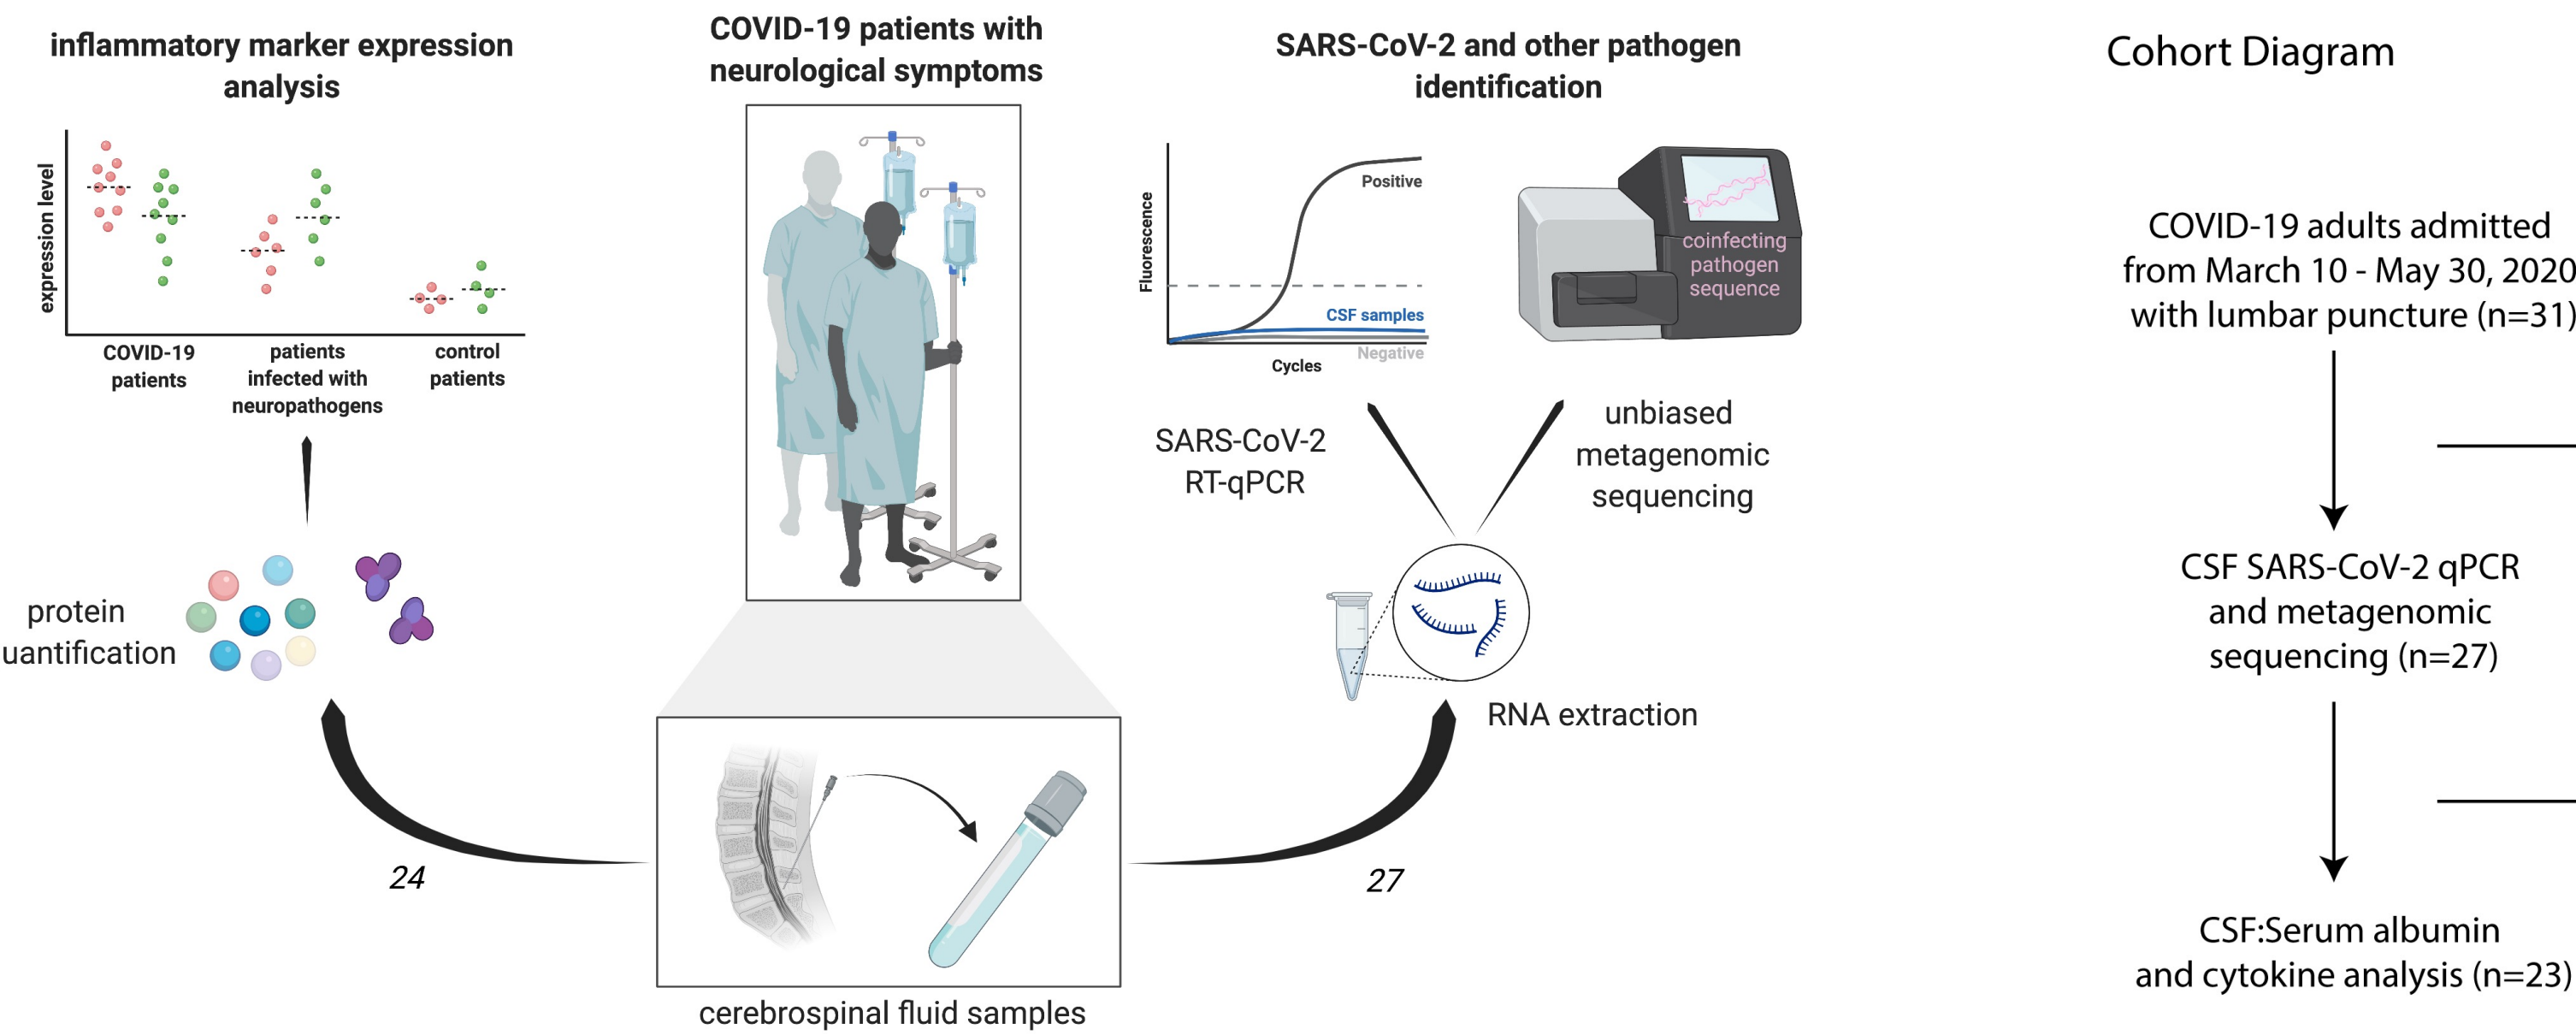 inflammatory marker expression
analysis
expression level
COVID-19
patients
patients
infected with
neuropathogens
control
patients
protein
uantification
24
COVID-19 patients with
neurological symptoms
cerebrospinal fluid samples
SARS-CoV-2 and other pathogen
identification
Fluorescence
Positive
CSF samples
Negative
Cycles
coinfecting
pathogen
sequence
SARS-CoV-2
RT-qPCR
unbiased
metagenomic
sequencing
RNA extraction
27
Cohort Diagram
COVID-19 adults admitted
from March 10 - May 30, 2020
with lumbar puncture (n=31)
CSF SARS-CoV-2 qPCR
and metagenomic
sequencing (n=27)
CSF:Serum albumin
and cytokine analysis (n=23)